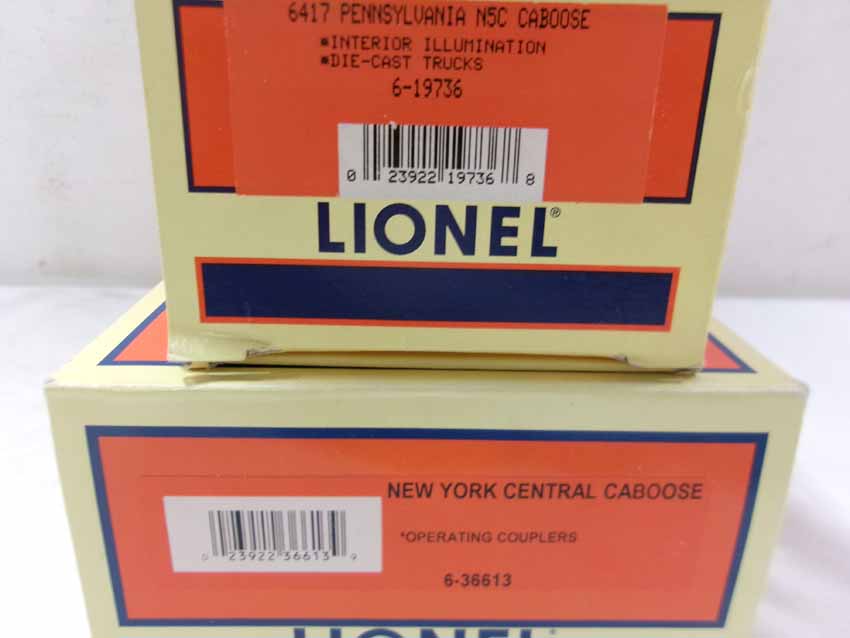 6417 PENNSYLVANIA N5C CABOOSE
*INTERIOR ILLUMINATION
*DIE-CAST TRUCKS
6-19736
0 23922 19736 8
LIONEL®
NEW YORK CENTRAL CABOOSE
*OPERATING COUPLERS
0 23922 36613 9
6-36613
LIONEL